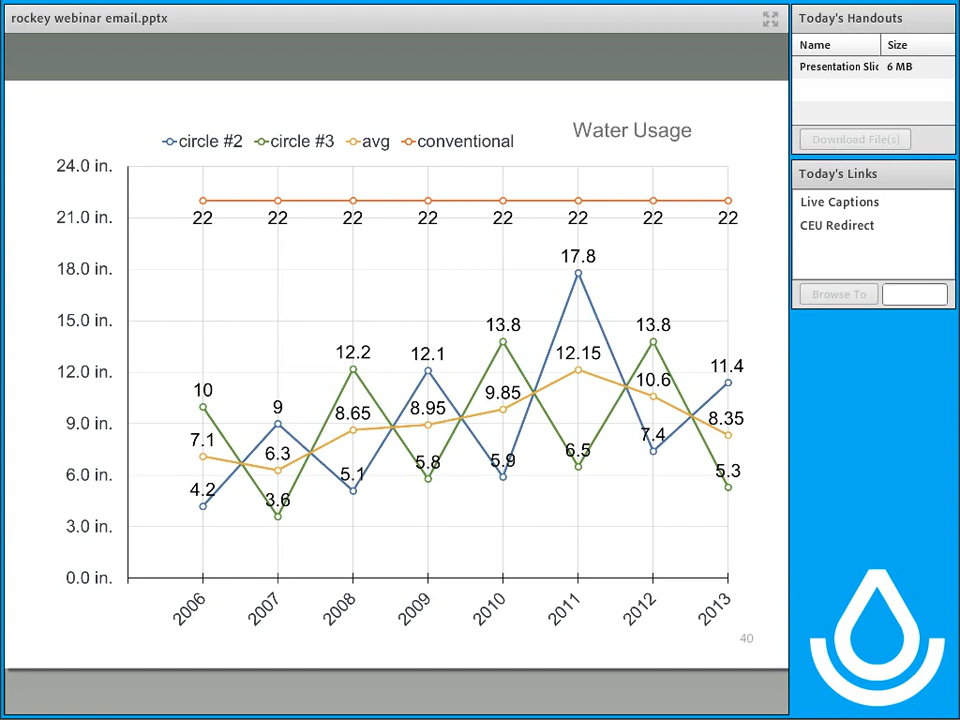 rockey webinar email.pptx
Water Usage
circle #2 circle #3 avg conventional
24.0 in.
21.0 in.
18.0 in.
15.0 in.
12.0 in.
9.0 in.
6.0 in.
3.0 in.
0.0 in.
22 22 22 22 22 22 22 22
17.8
13.8 13.8
12.2 12.1 12.15
11.4
10 9.85 10.6
9 8.65 8.95 8.35
7.1 6.3 7.4
4.2 3.6 5.1 5.8 5.9 6.5 5.3
2006 2007 2008 2009 2010 2011 2012 2013
40
Today's Handouts
Name Size
Presentation Slic 6 MB
Download File(s)
Today's Links
Live Captions
CEU Redirect
Browse To